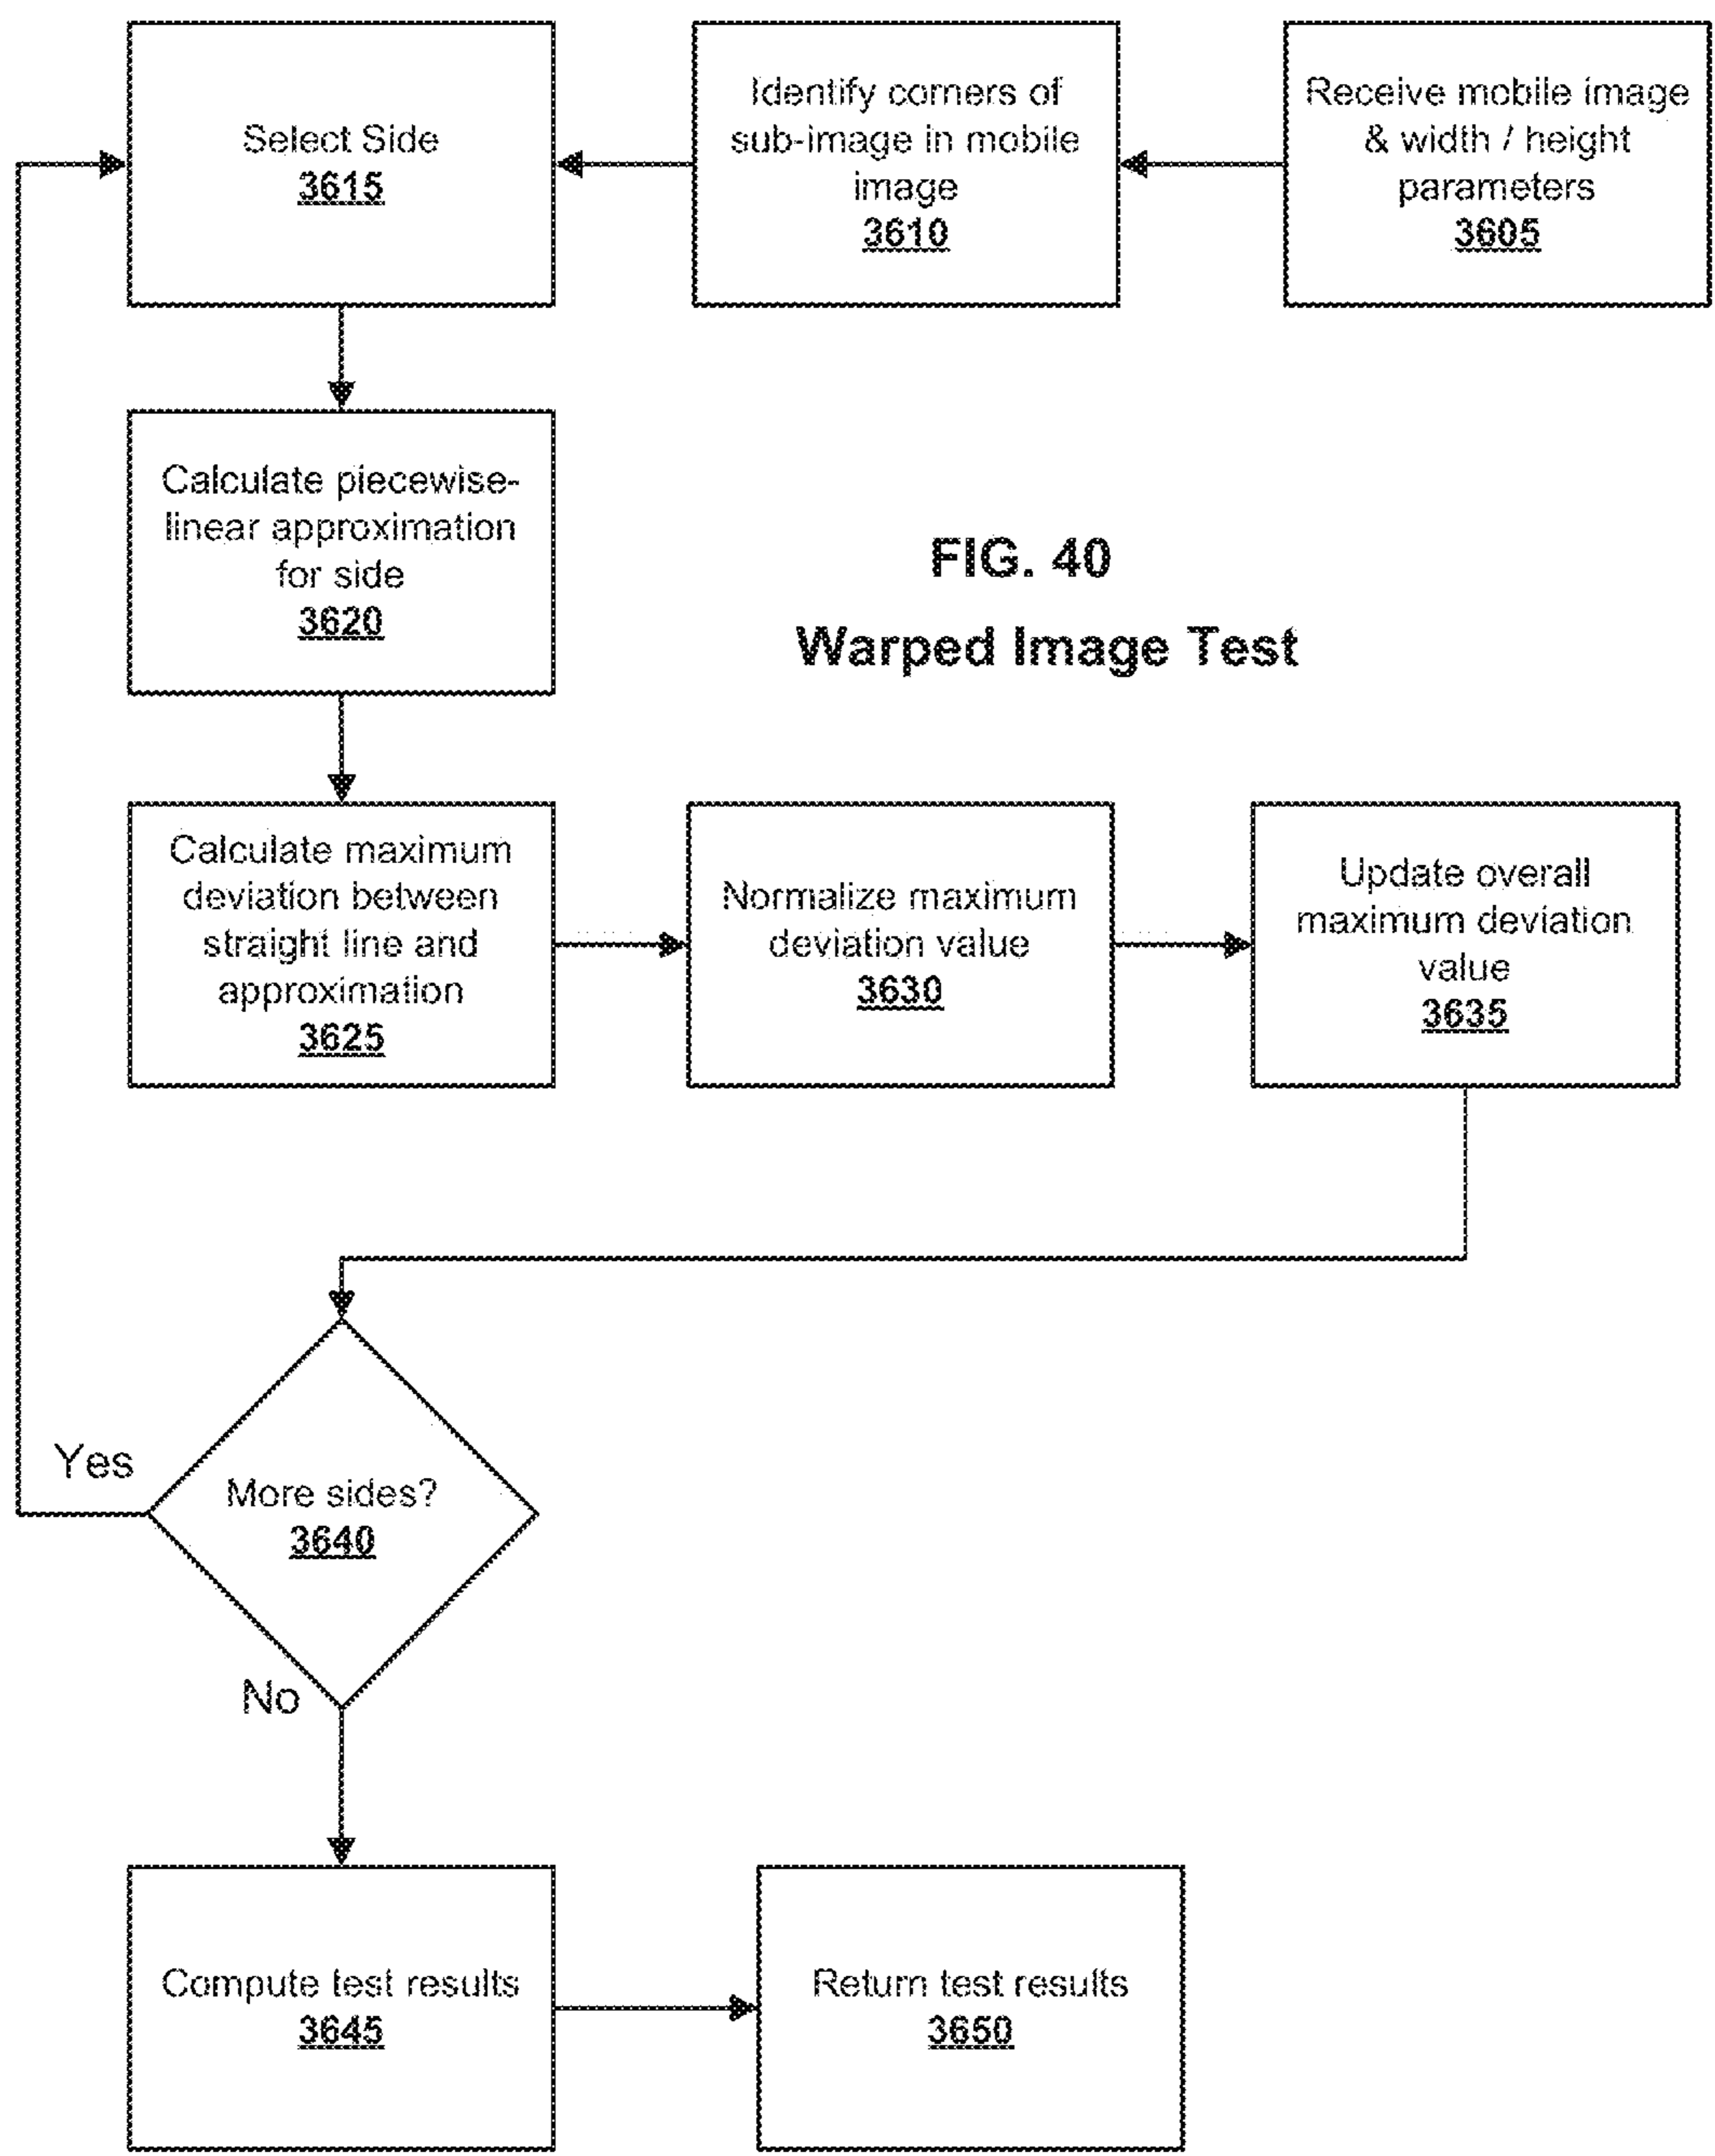 Receive mobile image
& width / height
parameters
3605
Identify corners of
sub-image in mobile
image
3610
Select Side
3615
Calculate piecewise-
linear approximation
for side
3620
FIG. 40
Warped Image Test
Calculate maximum
deviation between
straight line and
approximation
3625
Normalize maximum
deviation value
3630
Update overall
maximum deviation
value
3635
More sides?
3640
Yes
No
Compute test results
3645
Return test results
3650